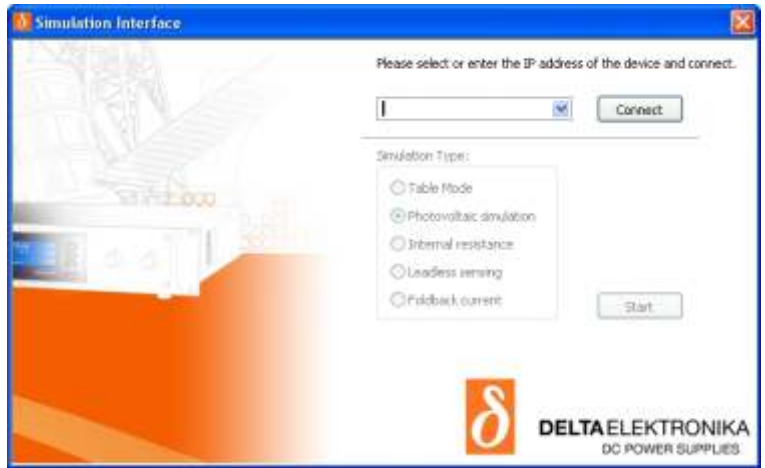 Simulation Interface
Please select or enter the IP address of the device and connect.
Connect
Simulation Type:
Table Mode
Photovoltaic simulation
Internal resistance
Leadless sensing
Foldback current
Start
δ
DELTA ELEKTRONIKA
DC POWER SUPPLIES